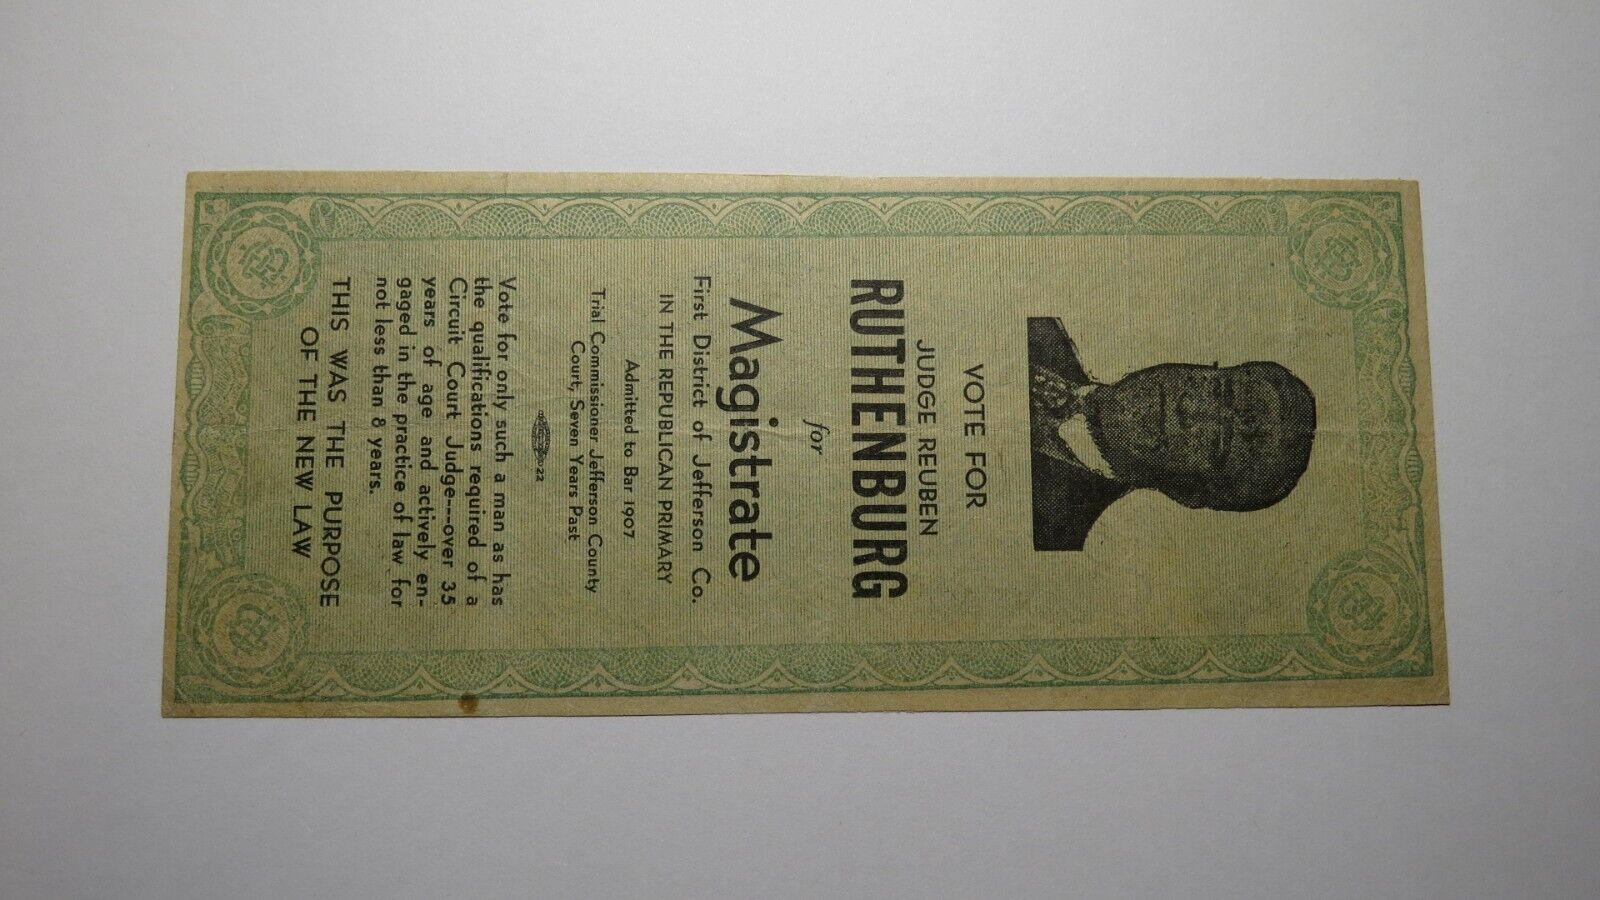 VOTE FOR
JUDGE REUBEN
RUTHENBURG
for
Magistrate
First District of Jefferson Co.
IN THE REPUBLICAN PRIMARY
Admitted to Bar 1907
Trial Commissioner Jefferson County
Court, Seven Years Past
22
Vote for only such a man as has
the qualifications required of a
Circuit Court Judge---over 35
years of age and actively en-
gaged in the practice of law for
not less than 8 years.
THIS WAS THE PURPOSE
OF THE NEW LAW